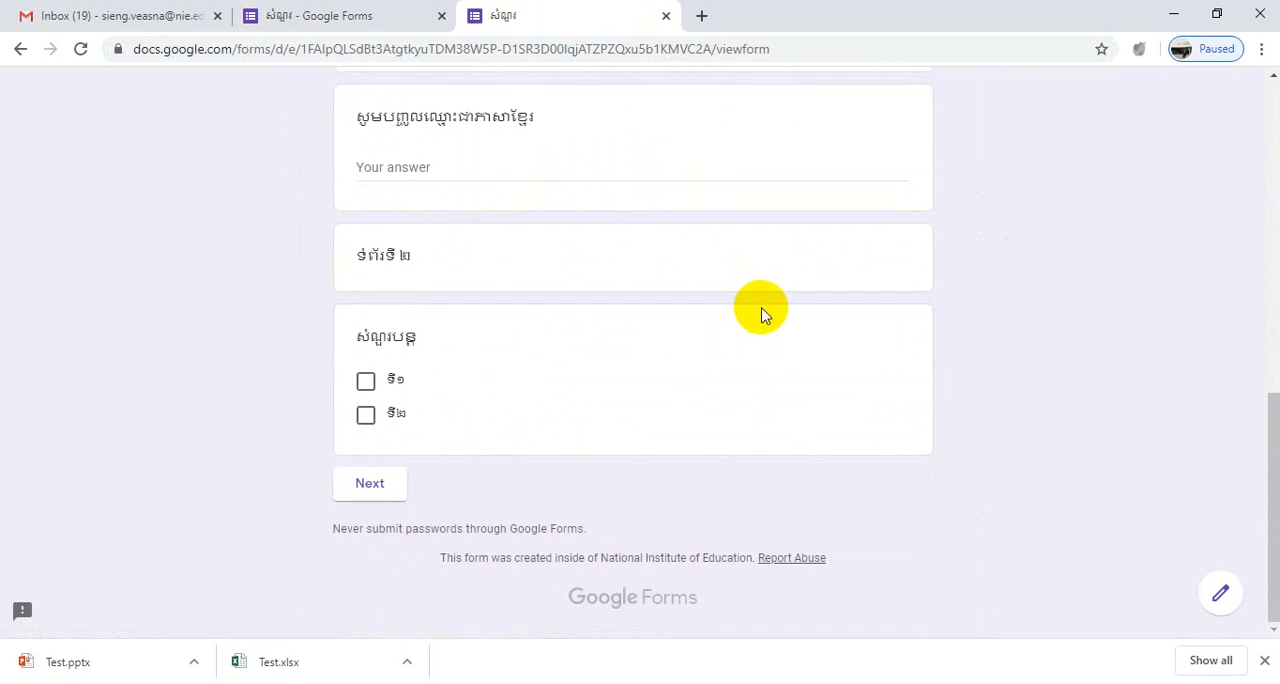 Inbox (19) - sieng.veasna@nie.ed
សំណួរ - Google Forms
សំណួរ
docs.google.com/forms/d/e/1FAIpQLSdBt3AtgtkyuTDM38W5P-D1SR3D00IqjATZPZQxu5b1KMVC2A/viewform
Paused
សូមបញ្ចូលឈ្មោះជាភាសាខ្មែរ
Your answer
ទំព័រទី ២
សំណួរបន្ត
ទី១
ទី២
Next
Never submit passwords through Google Forms.
This form was created inside of National Institute of Education. Report Abuse
Google Forms
Test.pptx
Test.xlsx
Show all